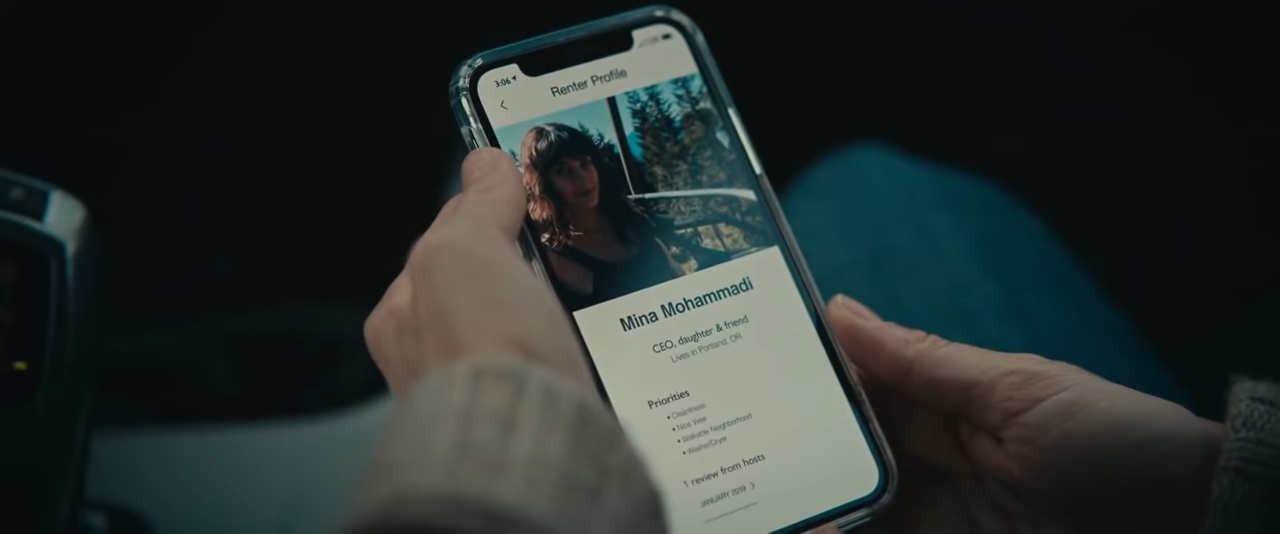 3:06
Renter Profile
Mina Mohammadi
CEO, daughter & friend
Lives in Portland, OR
Priorities
• Cleanliness
• Nice View
• Walkable Neighborhood
• Washer/Dryer
1 review from hosts
JANUARY 2019 >